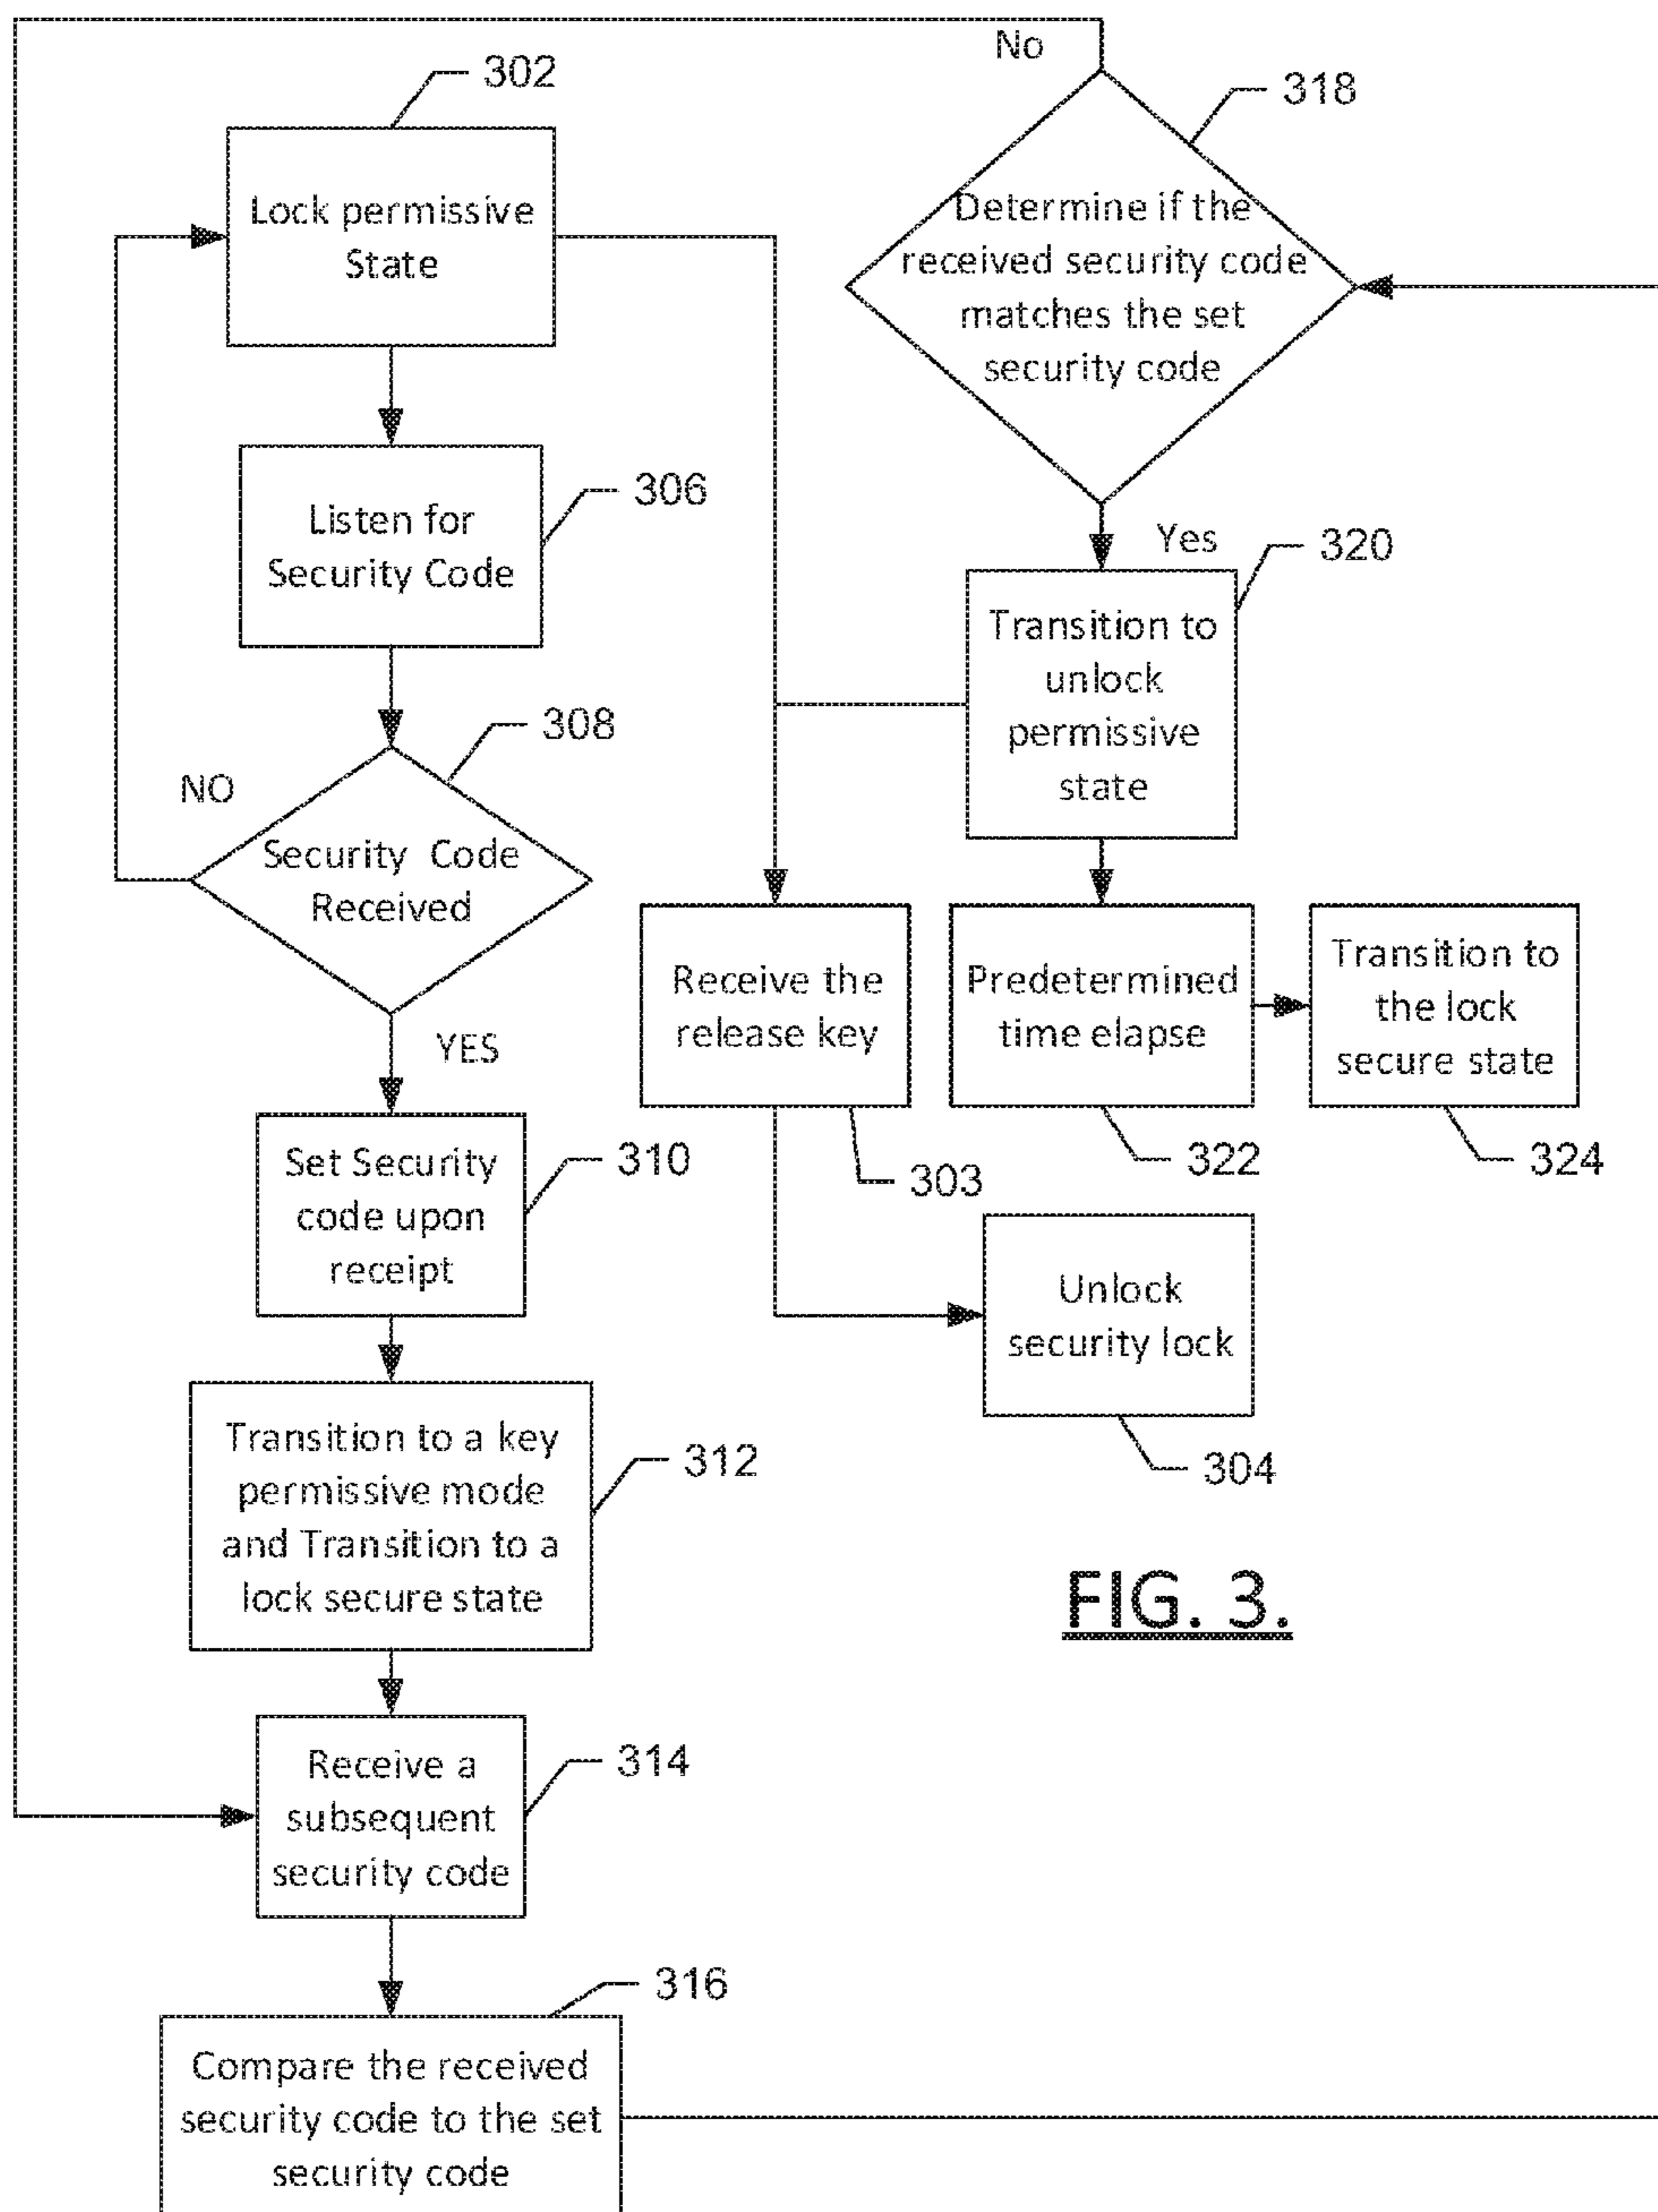 No
302
318
Lock permissive
State
Determine if the
received security code
matches the set
security code
306
Listen for
Security Code
Yes
320
Transition to
unlock
permissive
state
308
NO
Security Code
Received
YES
Receive the
release key
Predetermined
time elapse
Transition to
the lock
secure state
303
322
324
Set Security
code upon
receipt
310
Unlock
security lock
304
Transition to a key
permissive mode
and Transition to a
lock secure state
312
FIG. 3.
Receive a
subsequent
security code
314
316
Compare the received
security code to the set
security code